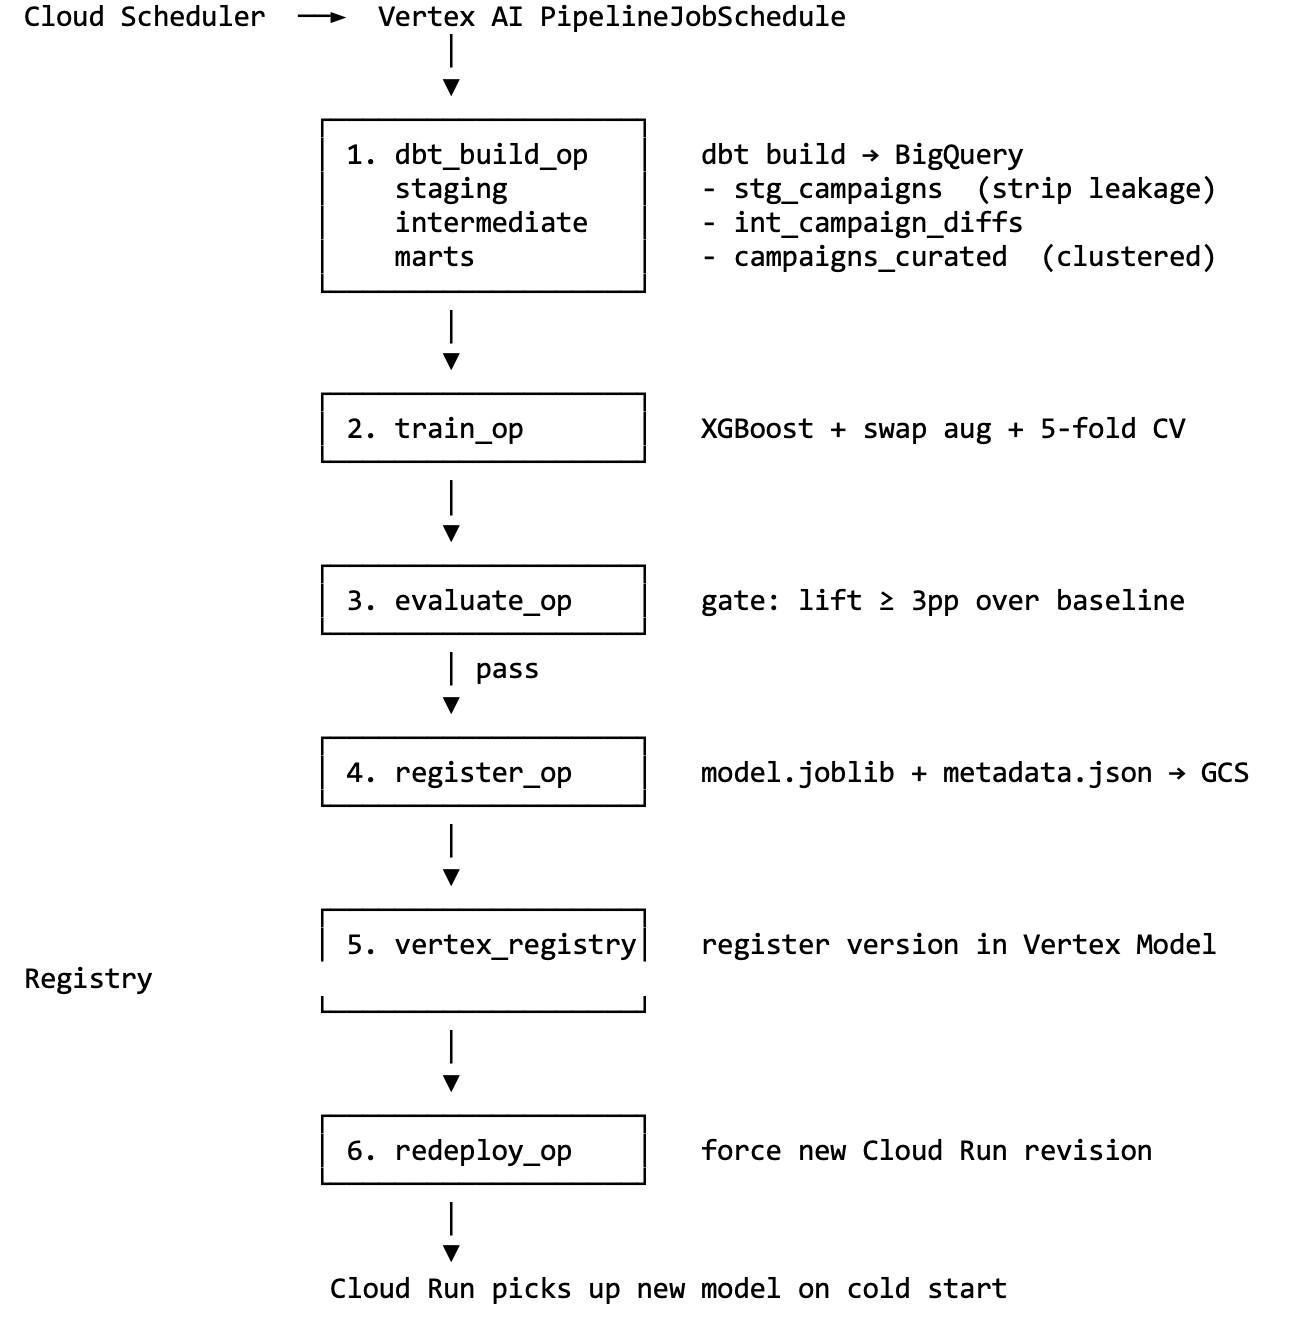 Cloud Scheduler ──► Vertex AI PipelineJobSchedule
1. dbt_build_op dbt build → BigQuery
staging - stg_campaigns (strip leakage)
intermediate - int_campaign_diffs
marts - campaigns_curated (clustered)
2. train_op XGBoost + swap aug + 5-fold CV
3. evaluate_op gate: lift ≥ 3pp over baseline
pass
4. register_op model.joblib + metadata.json → GCS
5. vertex_registry register version in Vertex Model
Registry
6. redeploy_op force new Cloud Run revision
Cloud Run picks up new model on cold start